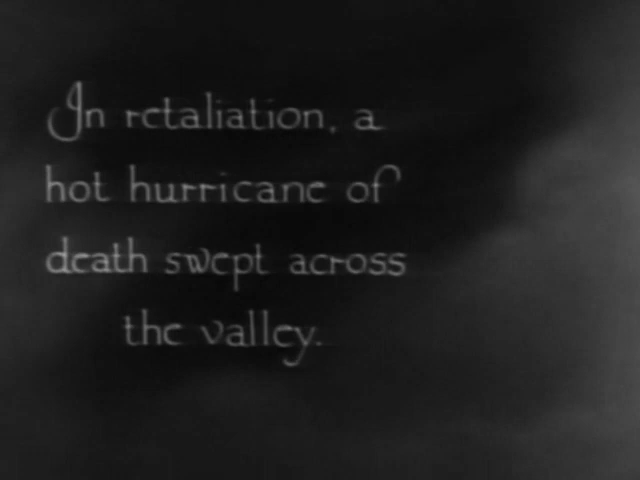 In retaliation, a
hot hurricane of
death swept across
the valley.